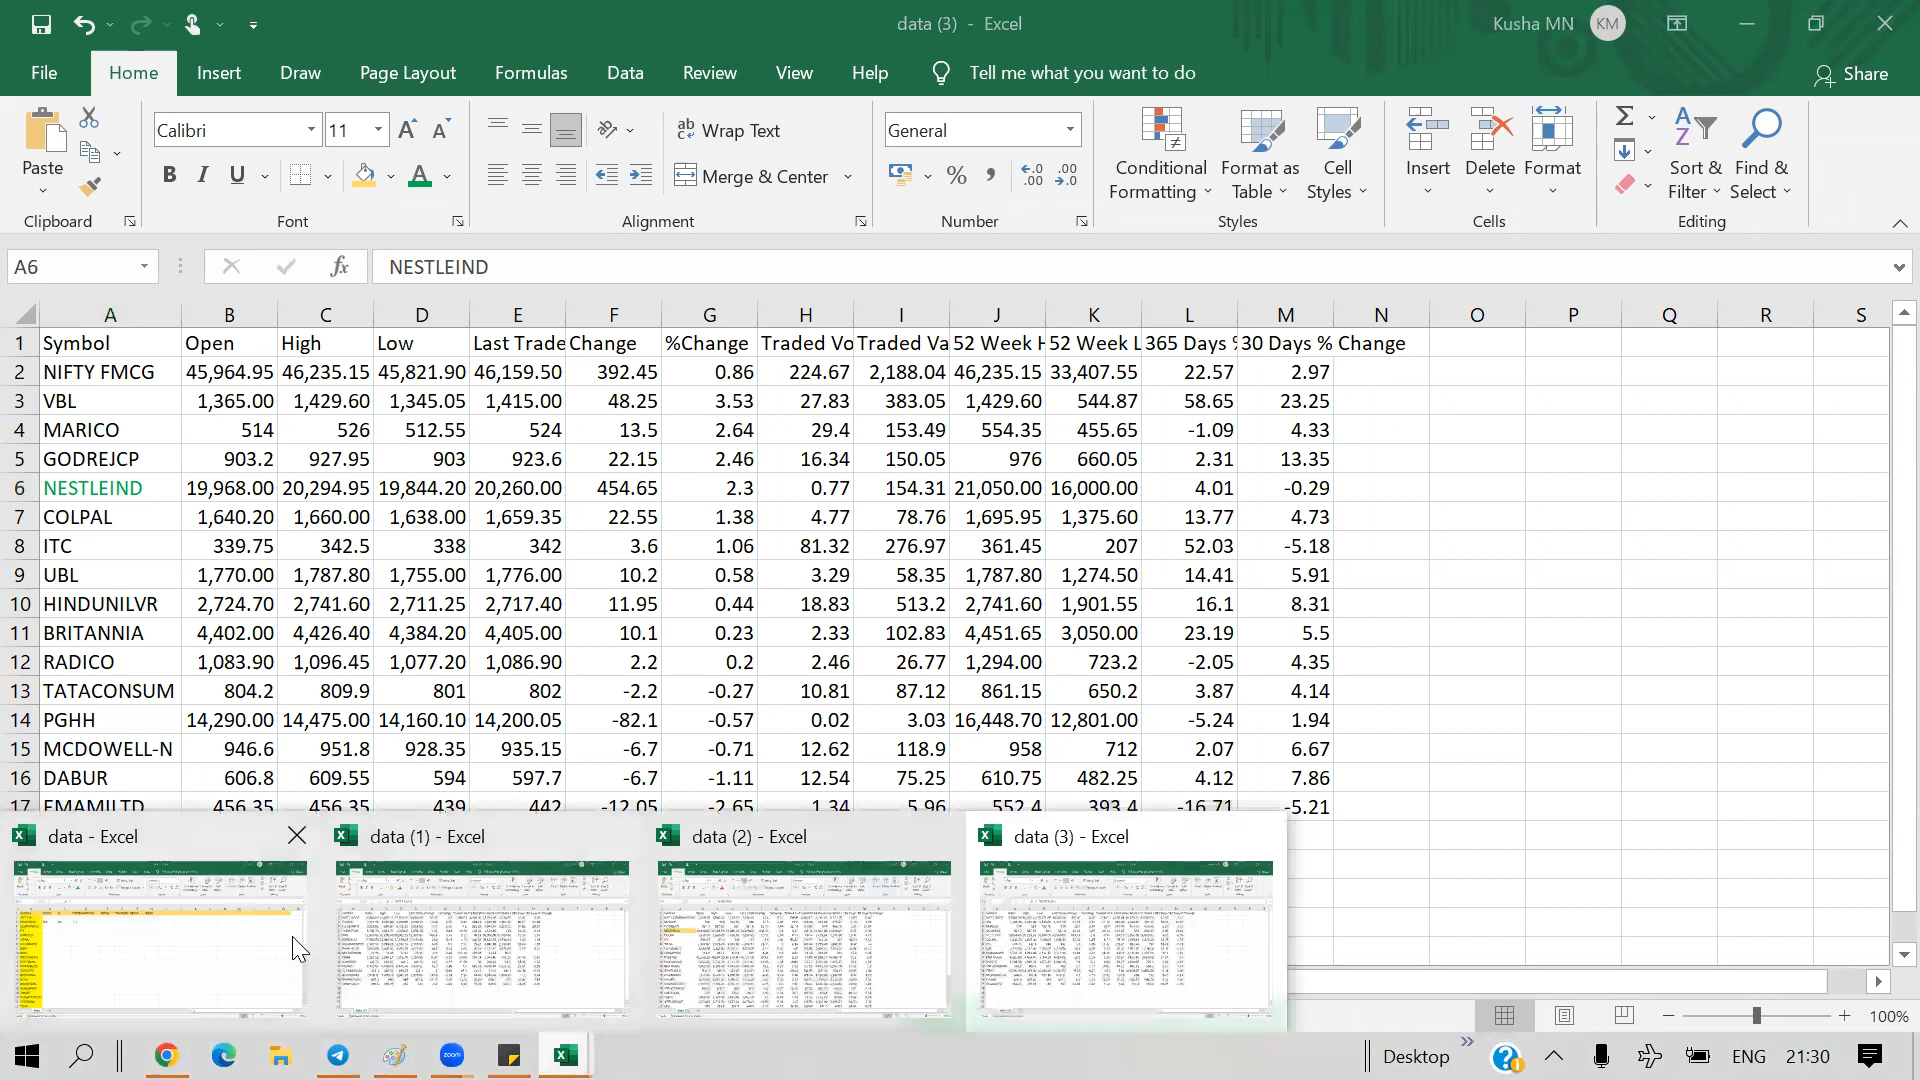 data (3) - Excel
Kusha MN KM
File Home Insert Draw Page Layout Formulas Data Review View Help Tell me what you want to do Share
Paste
Clipboard
Calibri 11
B I U
Font
ab Wrap Text
Merge & Center
Alignment
General
% , .00 .00
Number
Conditional Formatting
Format as Table
Cell Styles
Styles
Insert Delete Format
Cells
Sort & Filter
Find & Select
Editing
A6 fx NESTLEIND
A B C D E F G H I J K L M N O P Q R S
1 Symbol Open High Low Last Trade Change %Change Traded Vo Traded Va 52 Week H 52 Week L 365 Days % 30 Days % Change
2 NIFTY FMCG 45,964.95 46,235.15 45,821.90 46,159.50 392.45 0.86 224.67 2,188.04 46,235.15 33,407.55 22.57 2.97
3 VBL 1,365.00 1,429.60 1,345.05 1,415.00 48.25 3.53 27.83 383.05 1,429.60 544.87 58.65 23.25
4 MARICO 514 526 512.55 524 13.5 2.64 29.4 153.49 554.35 455.65 -1.09 4.33
5 GODREJCP 903.2 927.95 903 923.6 22.15 2.46 16.34 150.05 976 660.05 2.31 13.35
6 NESTLEIND 19,968.00 20,294.95 19,844.20 20,260.00 454.65 2.3 0.77 154.31 21,050.00 16,000.00 4.01 -0.29
7 COLPAL 1,640.20 1,660.00 1,638.00 1,659.35 22.55 1.38 4.77 78.76 1,695.95 1,375.60 13.77 4.73
8 ITC 339.75 342.5 338 342 3.6 1.06 81.32 276.97 361.45 207 52.03 -5.18
9 UBL 1,770.00 1,787.80 1,755.00 1,776.00 10.2 0.58 3.29 58.35 1,787.80 1,274.50 14.41 5.91
10 HINDUNILVR 2,724.70 2,741.60 2,711.25 2,717.40 11.95 0.44 18.83 513.2 2,741.60 1,901.55 16.1 8.31
11 BRITANNIA 4,402.00 4,426.40 4,384.20 4,405.00 10.1 0.23 2.33 102.83 4,451.65 3,050.00 23.19 5.5
12 RADICO 1,083.90 1,096.45 1,077.20 1,086.90 2.2 0.2 2.46 26.77 1,294.00 723.2 -2.05 4.35
13 TATACONSUM 804.2 809.9 801 802 -2.2 -0.27 10.81 87.12 861.15 650.2 3.87 4.14
14 PGHH 14,290.00 14,475.00 14,160.10 14,200.05 -82.1 -0.57 0.02 3.03 16,448.70 12,801.00 -5.24 1.94
15 MCDOWELL-N 946.6 951.8 928.35 935.15 -6.7 -0.71 12.62 118.9 958 712 2.07 6.67
16 DABUR 606.8 609.55 594 597.7 -6.7 -1.11 12.54 75.25 610.75 482.25 4.12 7.86
17 EMAMILTD 456.35 456.35 439 442 -12.05 -2.65 1.34 5.96 552.4 393.4 -16.71 -5.21
data - Excel
data (1) - Excel
data (2) - Excel
data (3) - Excel
100%
zoom
Desktop ENG 21:30